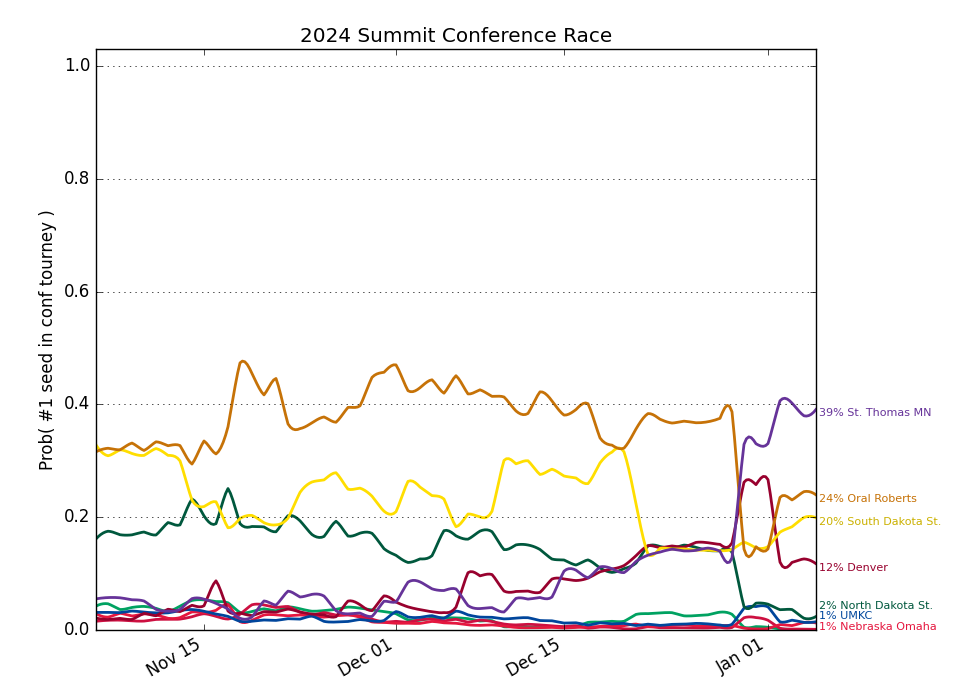 2024 Summit Conference Race
Prob( #1 seed in conf tourney )
1.0
0.8
0.6
0.4
0.2
0.0
Nov 15
Dec 01
Dec 15
Jan 01
39% St. Thomas MN
24% Oral Roberts
20% South Dakota St.
12% Denver
2% North Dakota St.
1% UMKC
1% Nebraska Omaha